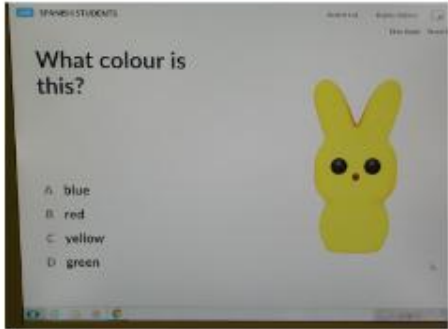 SPANISH STUDENTS
What colour is
this?
A blue
B red
C yellow
D green